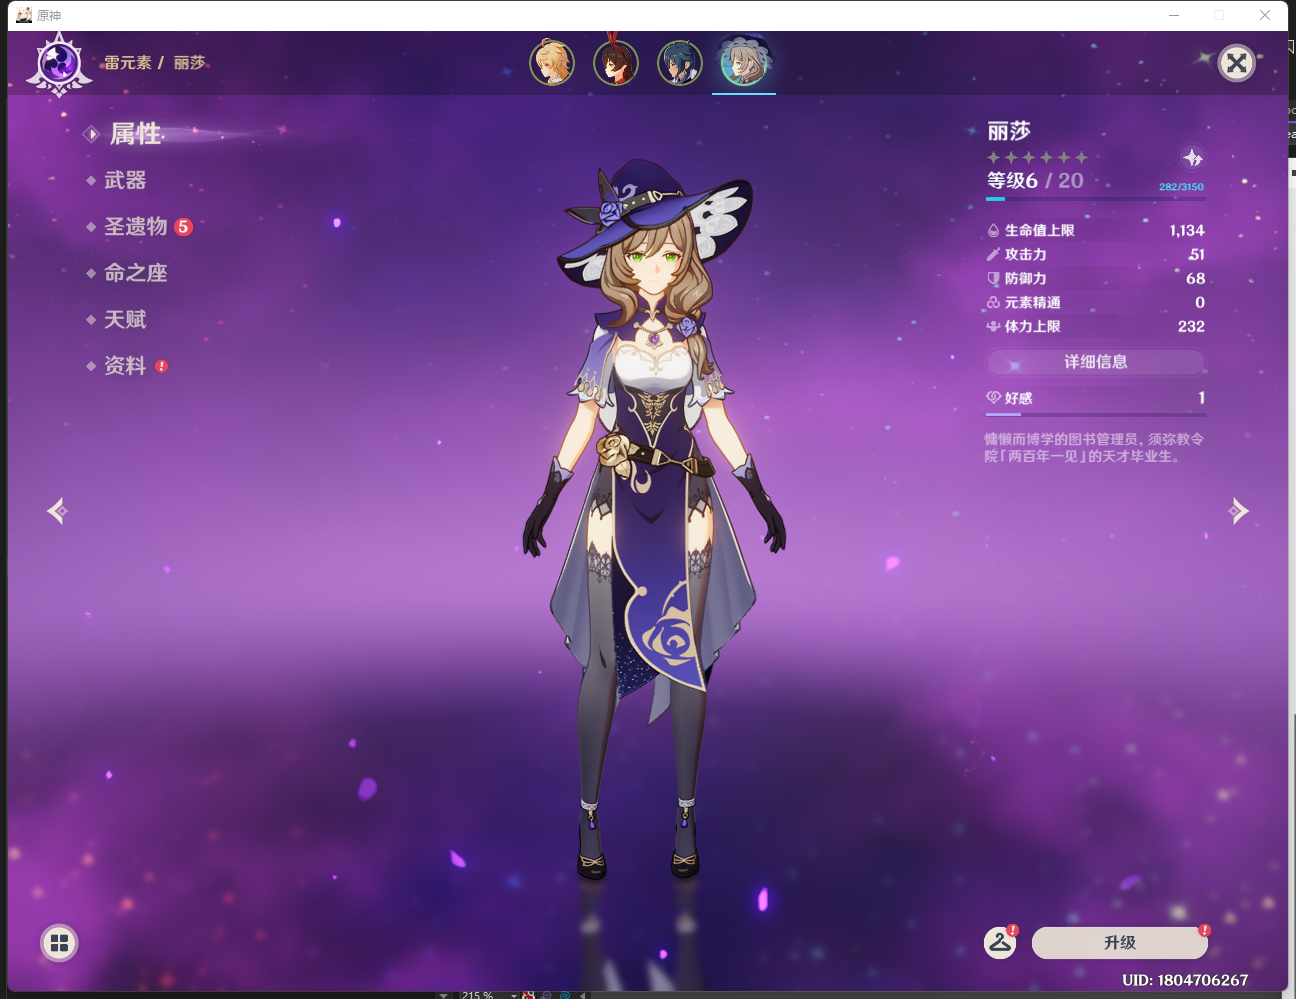 原神
雷元素 / 丽莎
属性
武器
圣遗物 5
命之座
天赋
资料 !
丽莎
等级6 / 20
282/3150
生命值上限 1,134
攻击力 51
防御力 68
元素精通 0
体力上限 232
详细信息
好感 1
慵懒而博学的图书管理员，须弥教令
院「两百年一见」的天才毕业生。
!
升级 !
UID: 1804706267
215 %